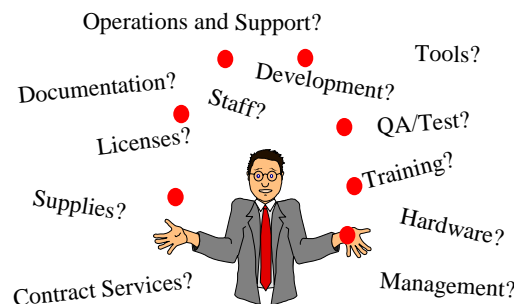 Operations and Support?
Tools?
Development?
Documentation?
Staff?
QA/Test?
Licenses?
Training?
Supplies?
Hardware?
Contract Services?
Management?